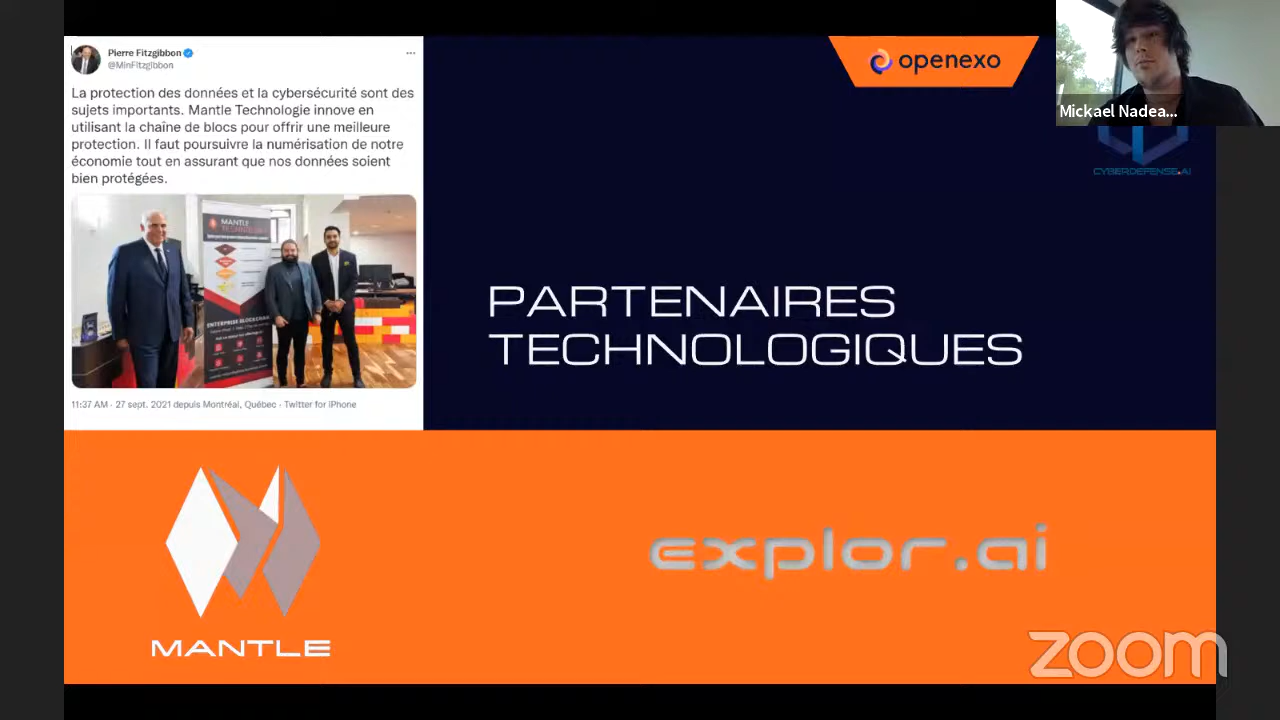 Pierre Fitzgibbon
@MinFitzgibbon
La protection des données et la cybersécurité sont des
sujets importants. Mantle Technologie innove en
utilisant la chaîne de blocs pour offrir une meilleure
protection. Il faut poursuivre la numérisation de notre
économie tout en assurant que nos données soient
bien protégées.
MANTLE
ENTERPRISE BLOCKCHAIN
11:37 AM · 27 sept. 2021 depuis Montréal, Québec · Twitter for iPhone
openexo
Mickael Nadea...
CYBERDEFENSE.AI
PARTENAIRES
TECHNOLOGIQUES
MANTLE
explor.ai
zoom